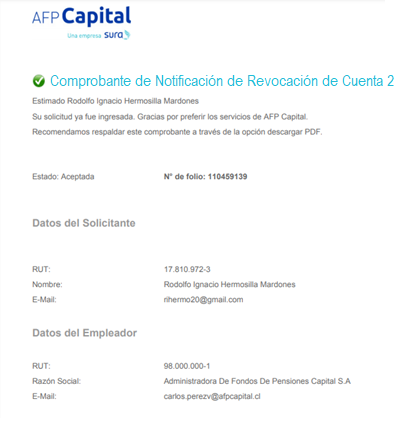 AFP Capital
Una empresa sura
Comprobante de Notificación de Revocación de Cuenta 2
Estimado Rodolfo Ignacio Hermosilla Mardones
Su solicitud ya fue ingresada. Gracias por preferir los servicios de AFP Capital.
Recomendamos respaldar este comprobante a través de la opción descargar PDF.
Estado: Aceptada N° de folio: 110459139
Datos del Solicitante
RUT: 17.810.972-3
Nombre: Rodolfo Ignacio Hermosilla Mardones
E-Mail: rihermo20@gmail.com
Datos del Empleador
RUT: 98.000.000-1
Razón Social: Administradora De Fondos De Pensiones Capital S.A
E-Mail: carlos.perezv@afpcapital.cl